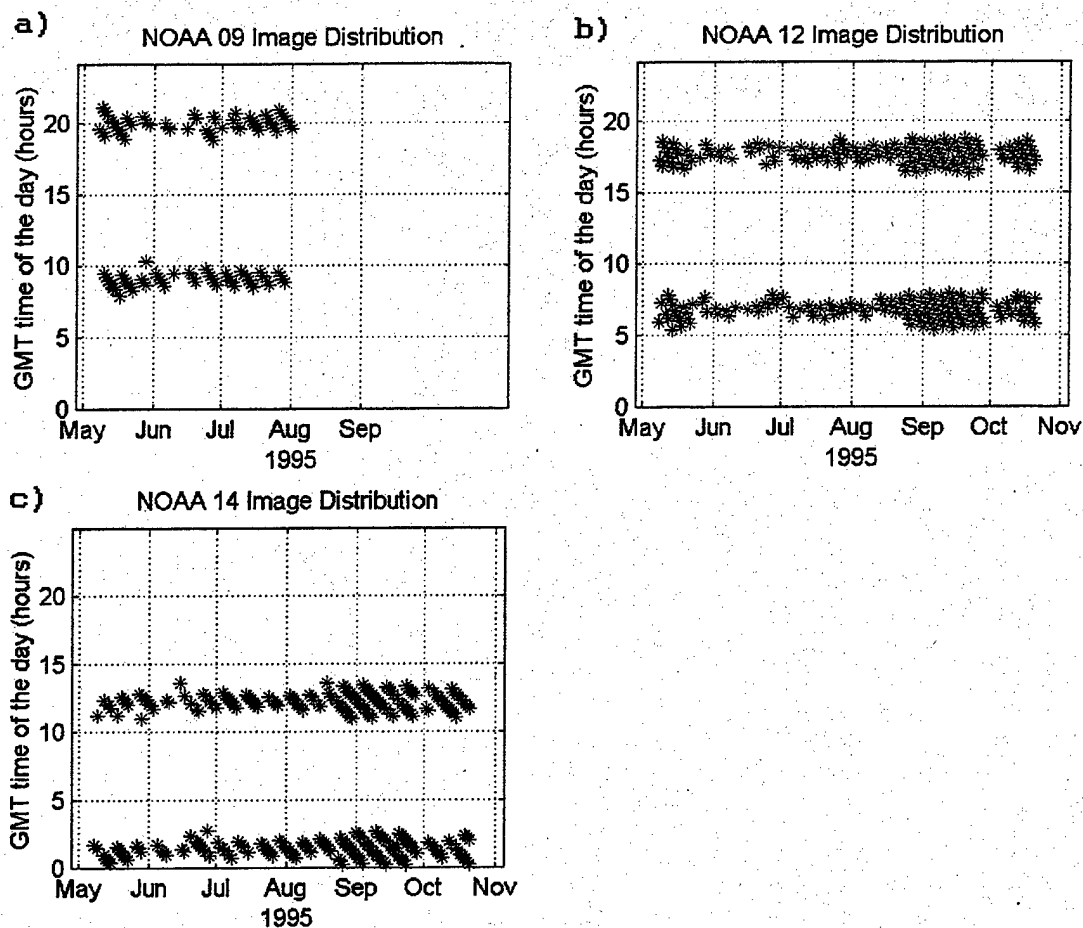 a)
NOAA 09 Image Distribution
GMT time of the day (hours)
20
15
10
5
0
May Jun Jul Aug Sep
1995
b)
NOAA 12 Image Distribution
GMT time of the day (hours)
20
15
10
5
0
May Jun Jul Aug Sep Oct Nov
1995
c)
NOAA 14 Image Distribution
GMT time of the day (hours)
20
15
10
5
0
May Jun Jul Aug Sep Oct Nov
1995